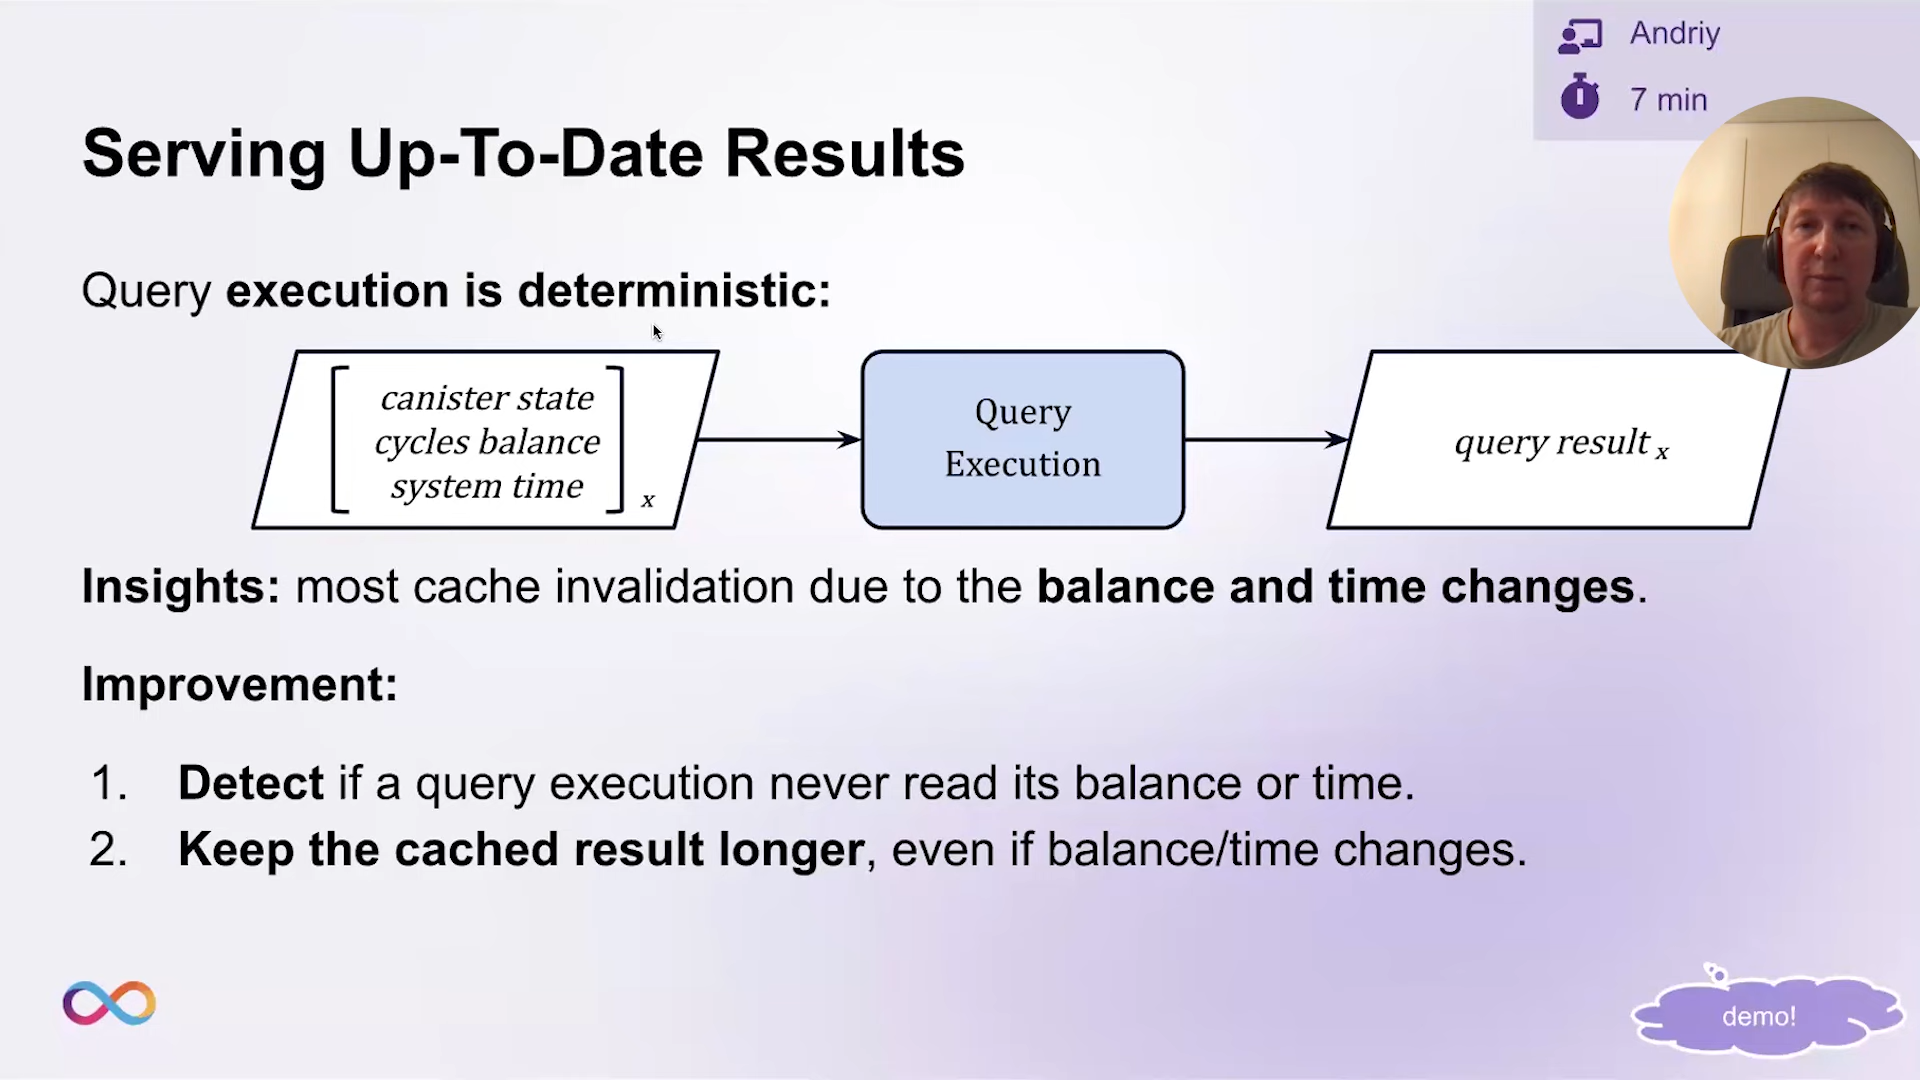 Andriy
7 min
Serving Up-To-Date Results
Query execution is deterministic:
canister state
cycles balance
system time
x
Query
Execution
query result x
Insights: most cache invalidation due to the balance and time changes.
Improvement:
1. Detect if a query execution never read its balance or time.
2. Keep the cached result longer, even if balance/time changes.
demo!